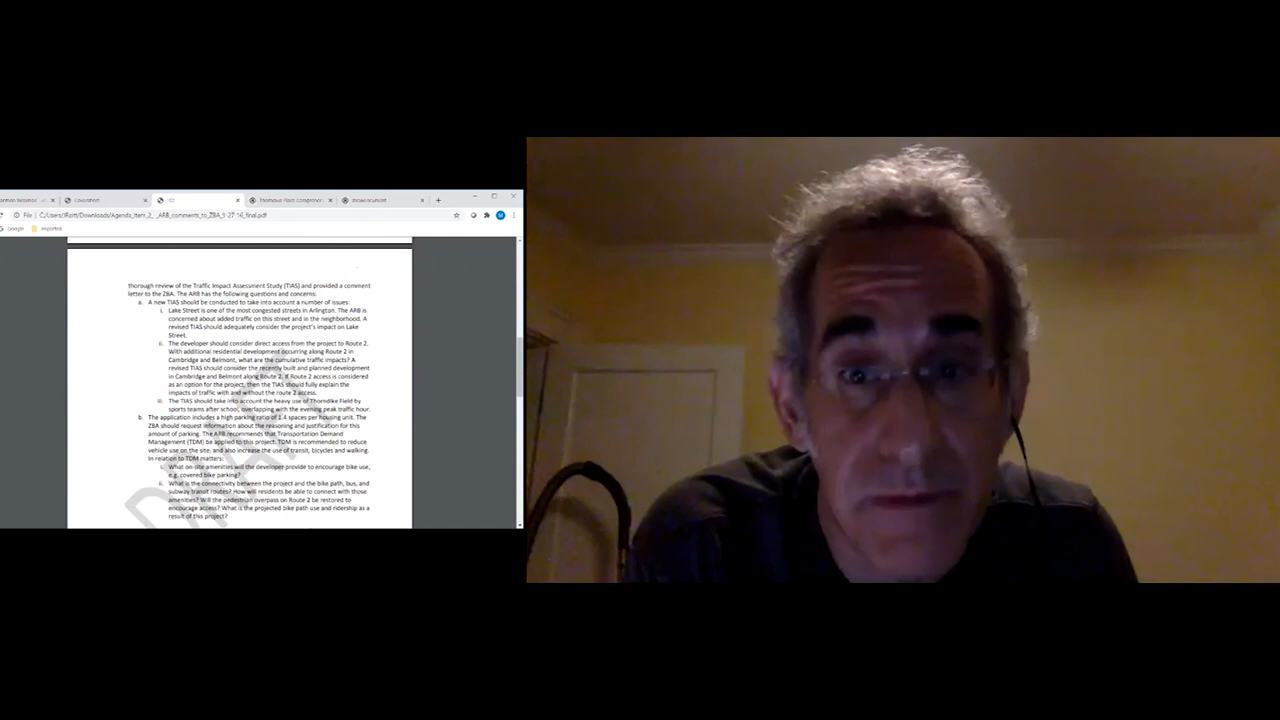 Coversheet
Thorndike Place Comprehen
File
C:/Users/JRaitt/Downloads/Agenda_Item_2_-_ARB_comments_to_ZBA_9-27-16_final.pdf
M
Google
Imported
thorough review of the Traffic Impact Assessment Study (TIAS) and provided a comment
letter to the ZBA. The ARB has the following questions and concerns:
a. A new TIAS should be conducted to take into account a number of issues:
i. Lake Street is one of the most congested streets in Arlington. The ARB is
concerned about added traffic on this street and in the neighborhood. A
revised TIAS should adequately consider the project's impact on Lake
Street.
ii. The developer should consider direct access from the project to Route 2.
With additional residential development occurring along Route 2 in
Cambridge and Belmont, what are the cumulative traffic impacts? A
revised TIAS should consider the recently built and planned development
in Cambridge and Belmont along Route 2. If Route 2 access is considered
as an option for the project, then the TIAS should fully explain the
impacts of traffic with and without the route 2 access.
iii. The TIAS should take into account the heavy use of Thorndike Field by
sports teams after school, overlapping with the evening peak traffic hour.
b. The application includes a high parking ratio of 1.4 spaces per housing unit. The
ZBA should request information about the reasoning and justification for this
amount of parking. The ARB recommends that Transportation Demand
Management (TDM) be applied to this project. TDM is recommended to reduce
vehicle use on the site, and also increase the use of transit, bicycles and walking.
In relation to TDM matters:
i. What on-site amenities will the developer provide to encourage bike use,
e.g. covered bike parking?
ii. What is the connectivity between the project and the bike path, bus, and
subway transit routes? How will residents be able to connect with those
amenities? Will the pedestrian overpass on Route 2 be restored to
encourage access? What is the projected bike path use and ridership as a
result of this project?
DRAFT